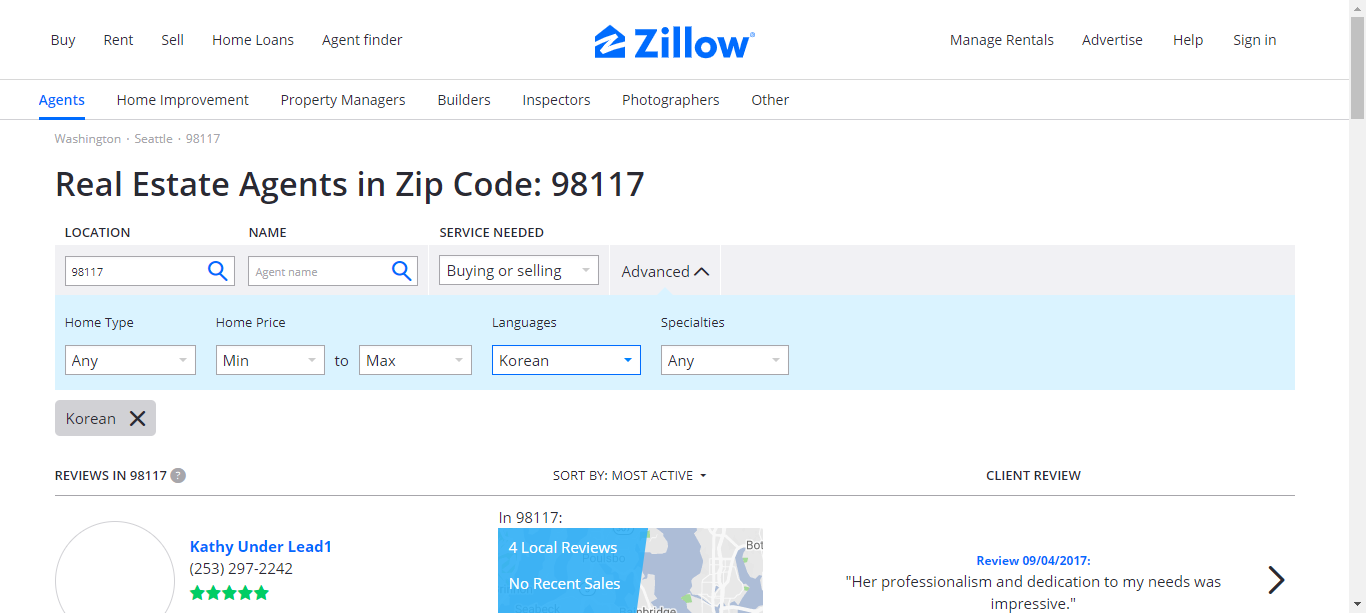 Buy Rent Sell Home Loans Agent finder Zillow® Manage Rentals Advertise Help Sign in
Agents Home Improvement Property Managers Builders Inspectors Photographers Other
Washington · Seattle · 98117
Real Estate Agents in Zip Code: 98117
LOCATION NAME SERVICE NEEDED
98117 Agent name Buying or selling Advanced
Home Type Home Price Languages Specialties
Any Min to Max Korean Any
Korean
REVIEWS IN 98117 ? SORT BY: MOST ACTIVE CLIENT REVIEW
In 98117:
Kathy Under Lead1 4 Local Reviews Bot
(253) 297-2242 No Recent Sales
Review 09/04/2017:
"Her professionalism and dedication to my needs was
impressive."